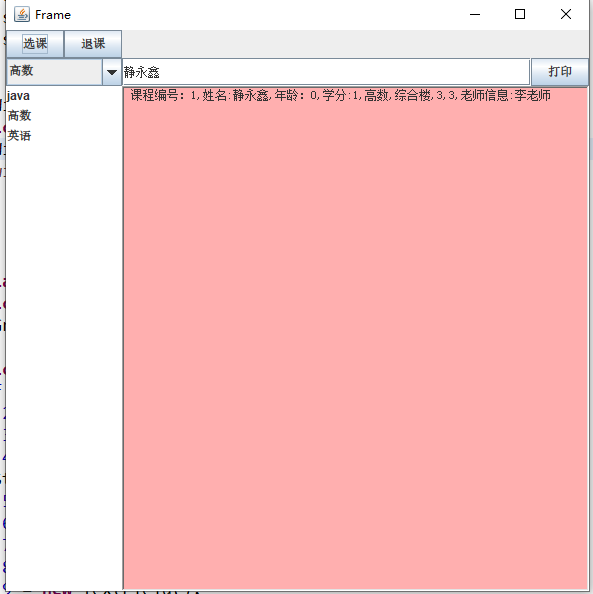 Frame
选课 退课
高数 静永鑫 打印
java 课程编号: 1,姓名:静永鑫,年龄: 0,学分:1,高数,综合楼,3,3,老师信息:李老师
高数
英语